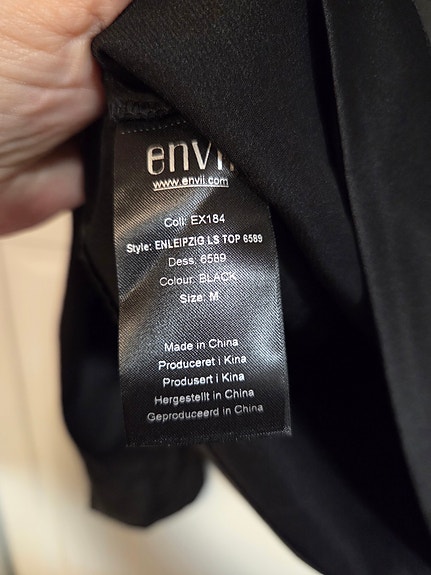 envii
www.envii.com
Coll: EX184
Style: ENLEIPZIG LS TOP 6589
Dess: 6589
Colour: BLACK
Size: M
Made in China
Produceret i Kina
Produsert i Kina
Hergestellt in China
Geproduceerd in China